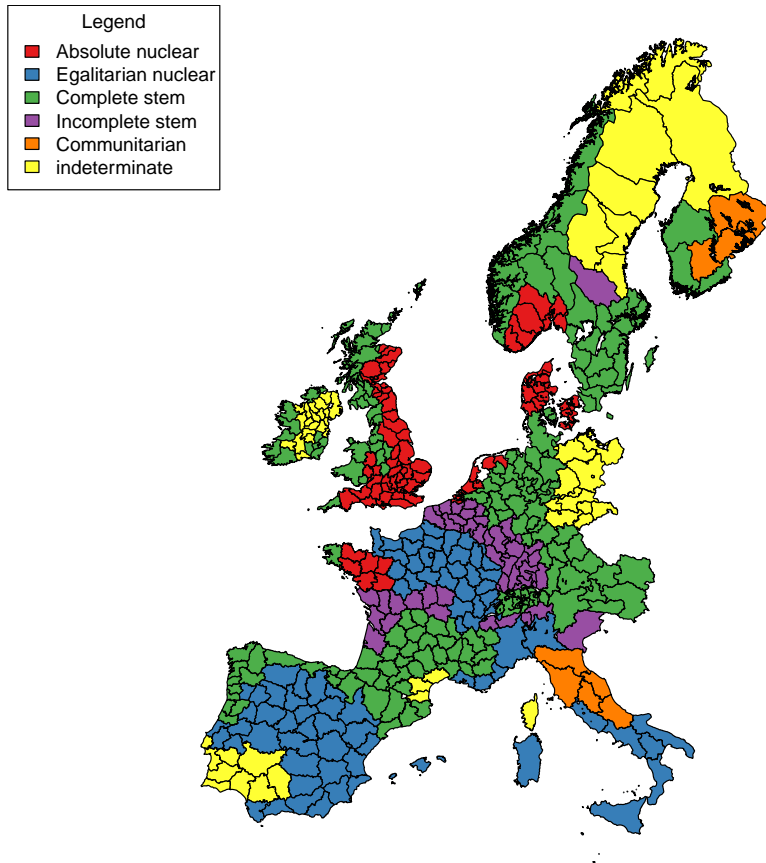 Legend
Absolute nuclear
Egalitarian nuclear
Complete stem
Incomplete stem
Communitarian
indeterminate